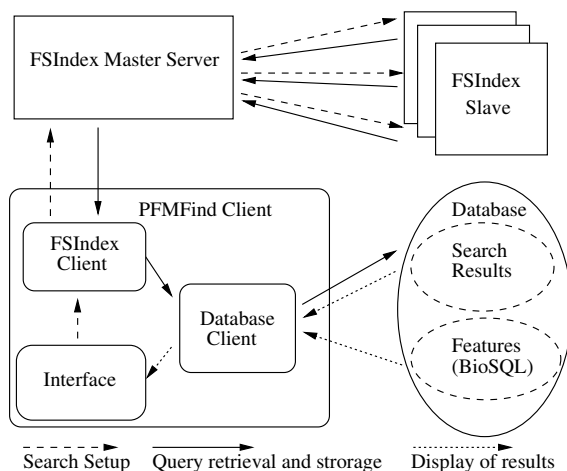 FSIndex Master Server
FSIndex
Slave
PFMFind Client
FSIndex
Client
Database
Client
Interface
Database
Search
Results
Features
(BioSQL)
Search Setup
Query retrieval and strorage
Display of results